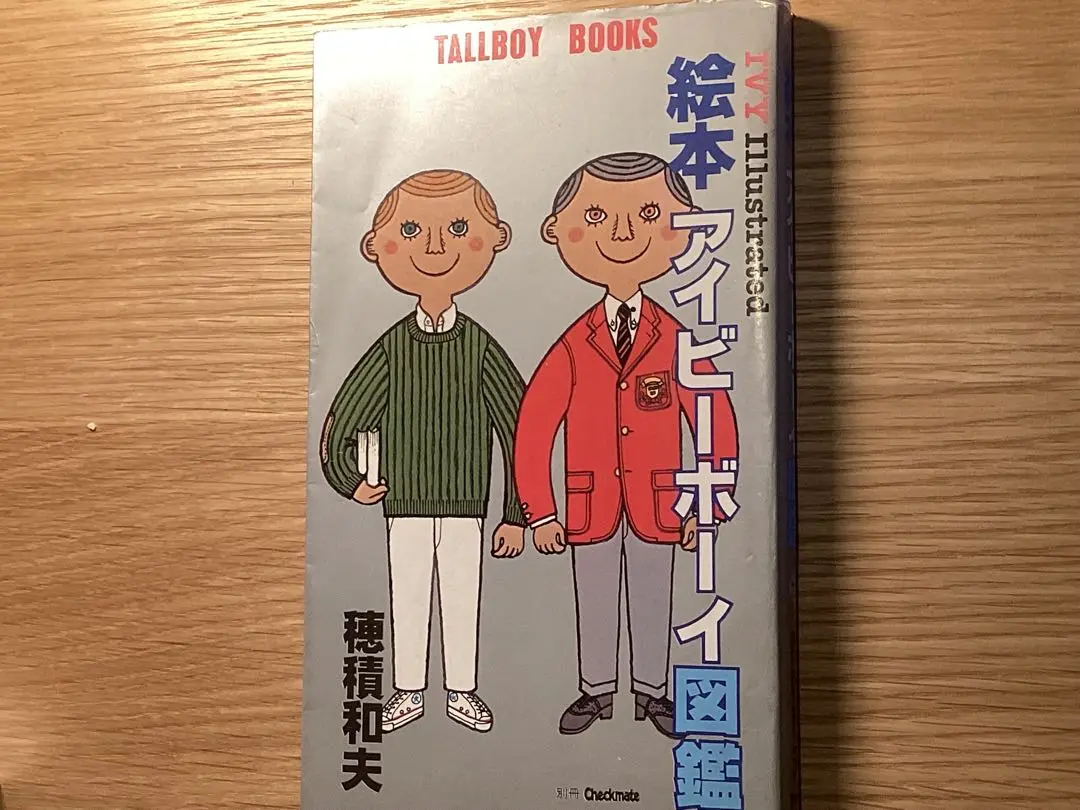 TALLBOY BOOKS
IVY Illustrated
絵本 アイビーボーイ図鑑
穂積和夫
別冊 Checkmate